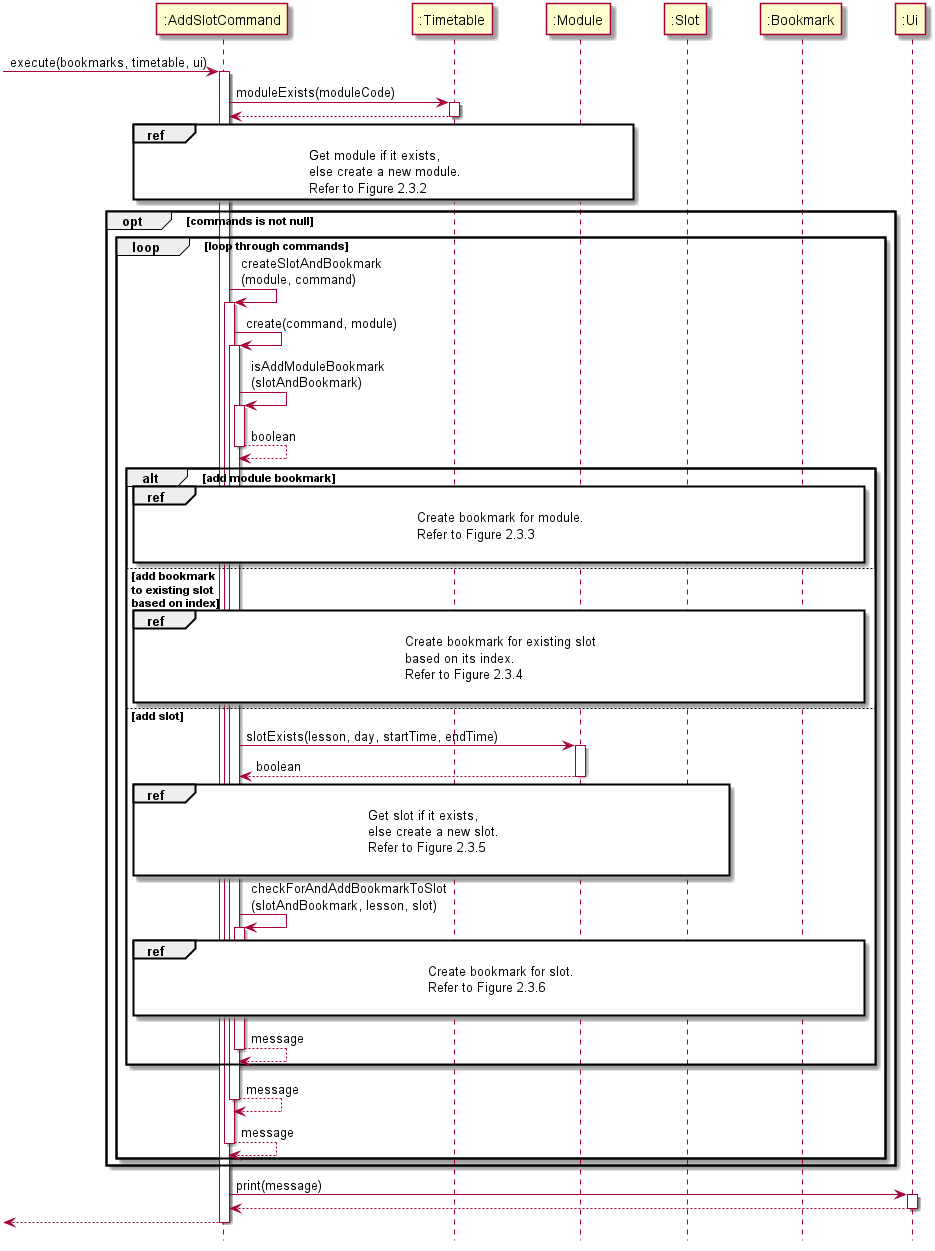 :AddSlotCommand
:Timetable
:Module
:Slot
:Bookmark
:Ui
execute(bookmarks, timetable, ui)
moduleExists(moduleCode)
ref
Get module if it exists,
else create a new module.
Refer to Figure 2.3.2
opt
[commands is not null]
loop
[loop through commands]
createSlotAndBookmark
(module, command)
create(command, module)
isAddModuleBookmark
(slotAndBookmark)
boolean
alt
[add module bookmark]
ref
Create bookmark for module.
Refer to Figure 2.3.3
[add bookmark
to existing slot
based on index]
ref
Create bookmark for existing slot
based on its index.
Refer to Figure 2.3.4
[add slot]
slotExists(lesson, day, startTime, endTime)
boolean
ref
Get slot if it exists,
else create a new slot.
Refer to Figure 2.3.5
checkForAndAddBookmarkToSlot
(slotAndBookmark, lesson, slot)
ref
Create bookmark for slot.
Refer to Figure 2.3.6
message
message
message
print(message)